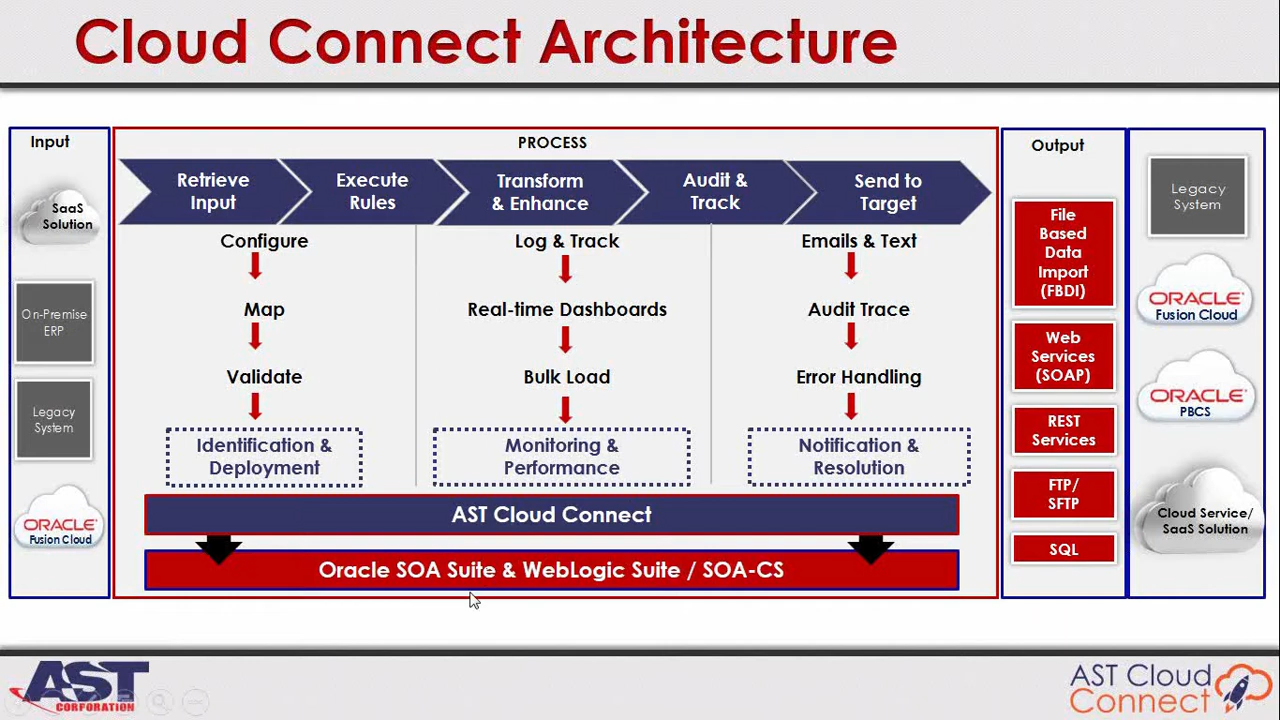 Cloud Connect Architecture
Input
SaaS
Solution
On-Premise
ERP
Legacy
System
ORACLE
Fusion Cloud
PROCESS
Retrieve
Input
Execute
Rules
Transform
& Enhance
Audit &
Track
Send to
Target
Configure
Map
Validate
Identification &
Deployment
Log & Track
Real-time Dashboards
Bulk Load
Monitoring &
Performance
Emails & Text
Audit Trace
Error Handling
Notification &
Resolution
AST Cloud Connect
Oracle SOA Suite & WebLogic Suite / SOA-CS
Output
File
Based
Data
Import
(FBDI)
Web
Services
(SOAP)
REST
Services
FTP/
SFTP
SQL
Legacy
System
ORACLE
Fusion Cloud
ORACLE
PBCS
Cloud Service/
SaaS Solution
AST
CORPORATION
AST Cloud
Connect